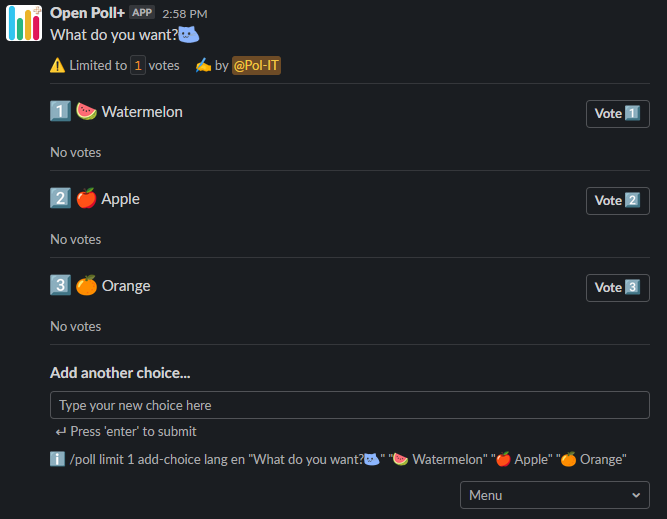 Open Poll+ APP 2:58 PM
What do you want?
⚠️ Limited to 1 votes ✍️ by @Pol-IT
1️⃣ 🍉 Watermelon Vote 1️⃣
No votes
2️⃣ 🍎 Apple Vote 2️⃣
No votes
3️⃣ 🍊 Orange Vote 3️⃣
No votes
Add another choice...
Type your new choice here
↵ Press 'enter' to submit
ℹ️ /poll limit 1 add-choice lang en "What do you want?" "🍉 Watermelon" "🍎 Apple" "🍊 Orange"
Menu